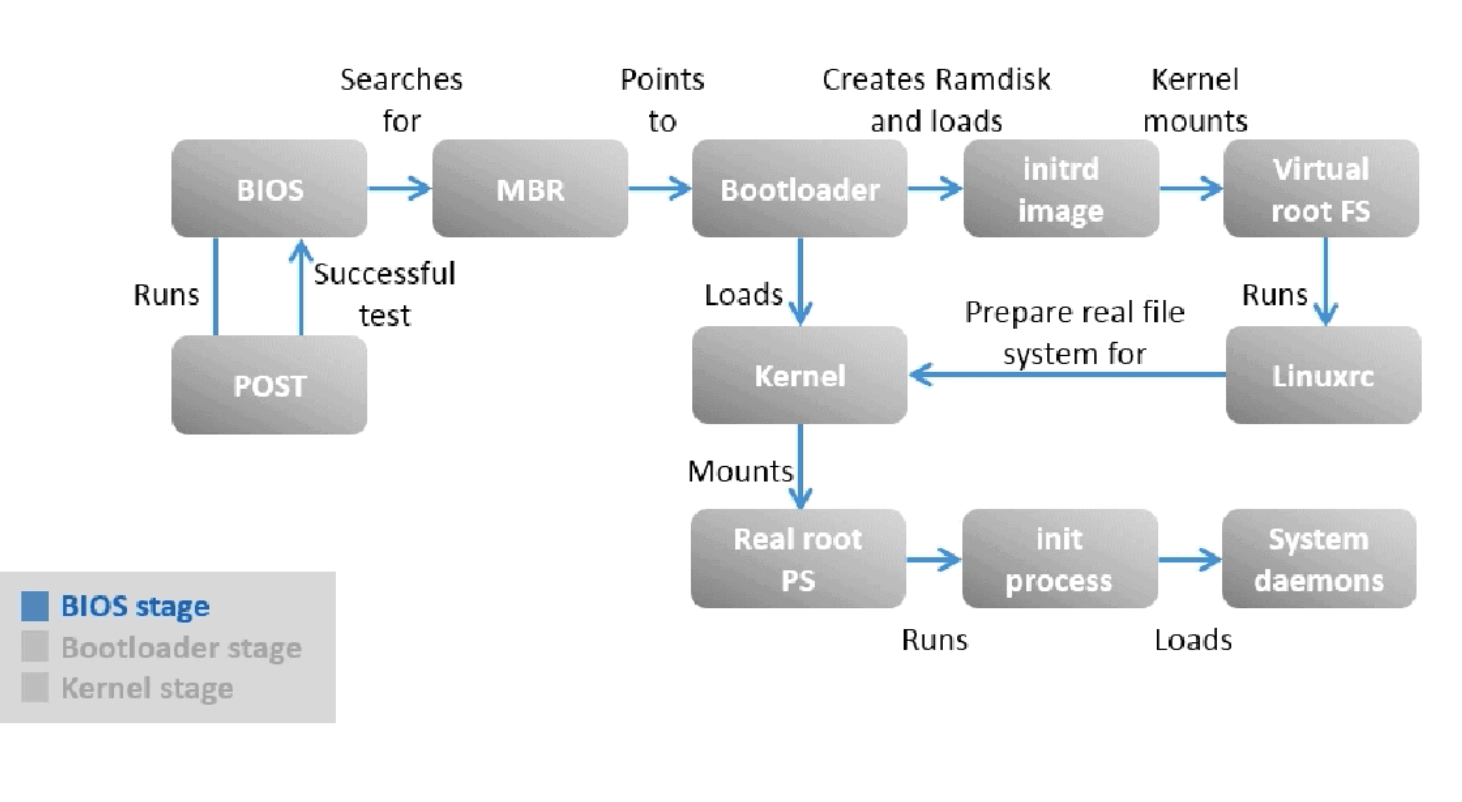 Searches
for
Points
to
Creates Ramdisk
and loads
Kernel
mounts
BIOS
MBR
Bootloader
initrd
image
Virtual
root FS
Runs
Successful
test
Loads
Prepare real file
system for
Runs
POST
Kernel
Linuxrc
Mounts
Real root
PS
init
process
System
daemons
Runs
Loads
BIOS stage
Bootloader stage
Kernel stage